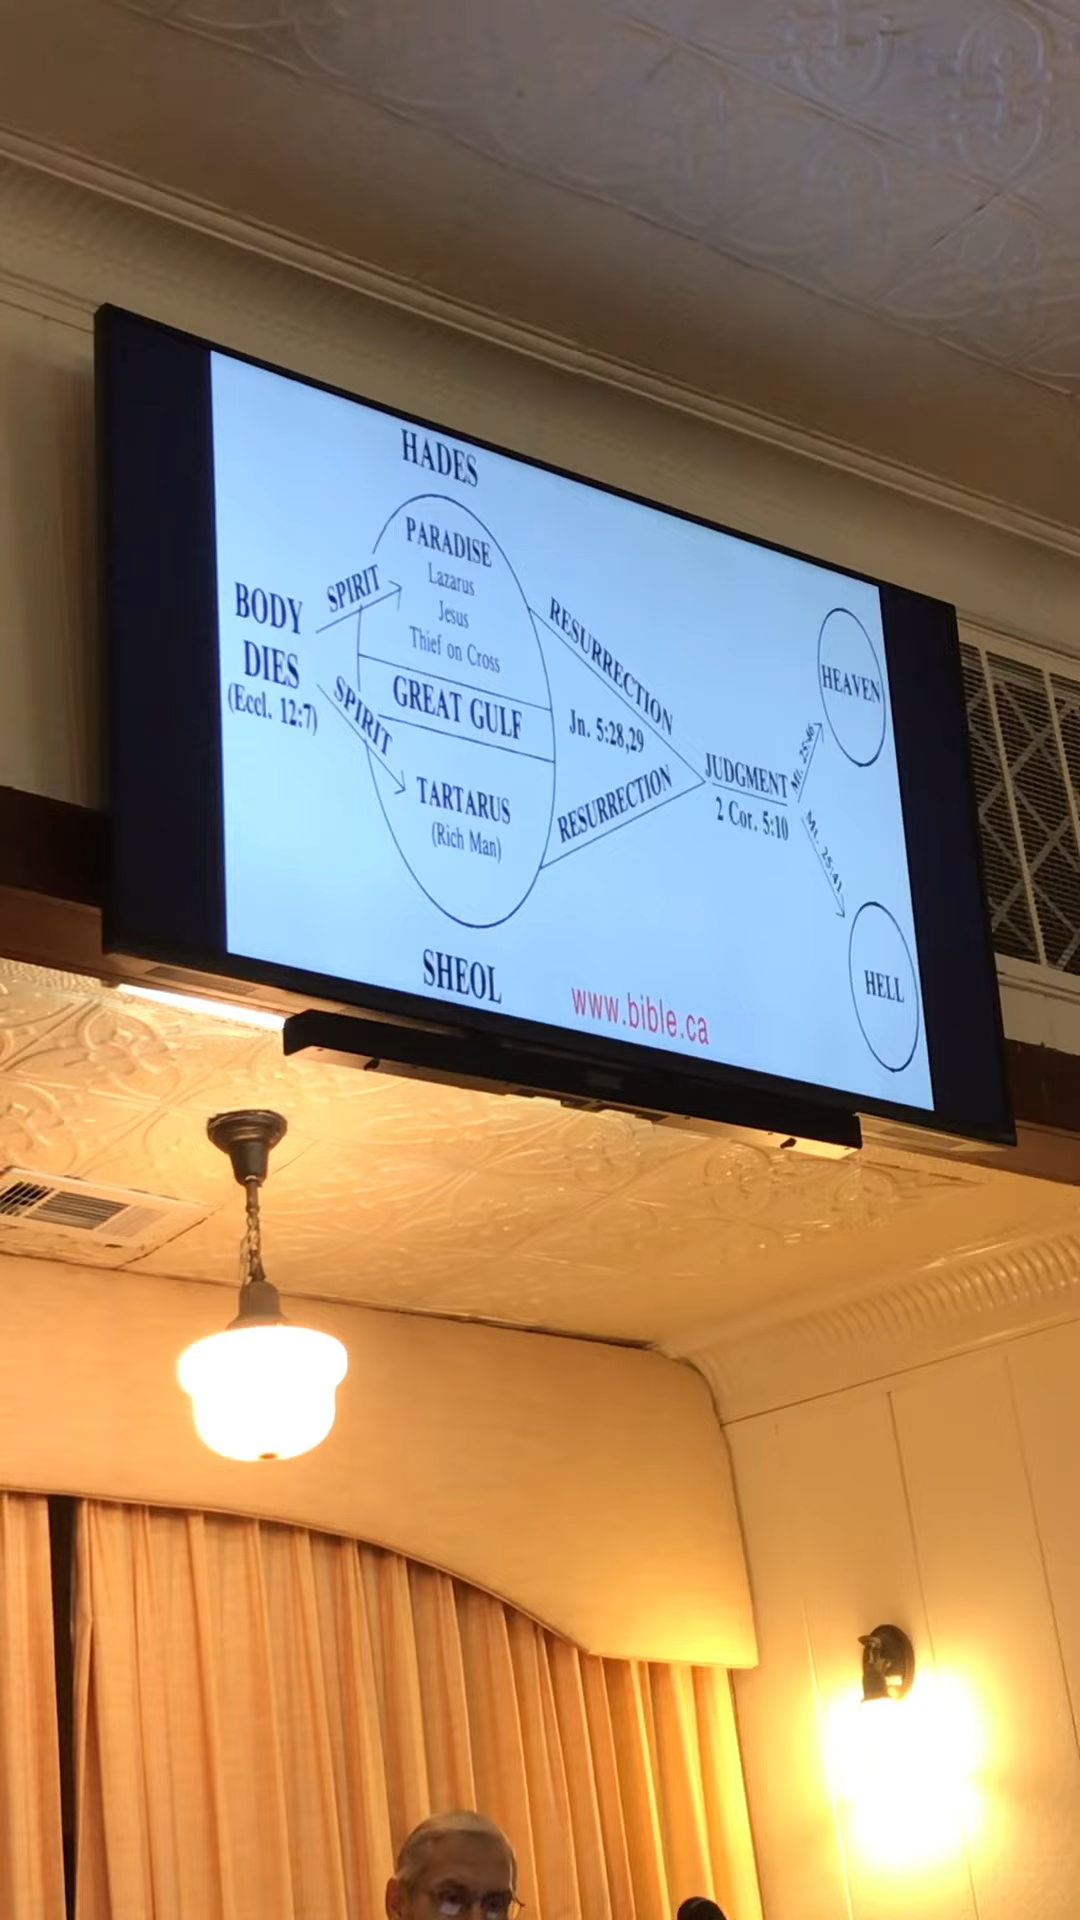 HADES
PARADISE
Lazarus
Jesus
Thief on Cross
SPIRIT
BODY
DIES
(Eccl. 12:7)
SPIRIT
GREAT GULF
TARTARUS
(Rich Man)
SHEOL
RESURRECTION
Jn. 5:28,29
RESURRECTION
JUDGMENT
2 Cor. 5:10
Mt. 25:46
HEAVEN
Mt. 25:41
HELL
www.bible.ca